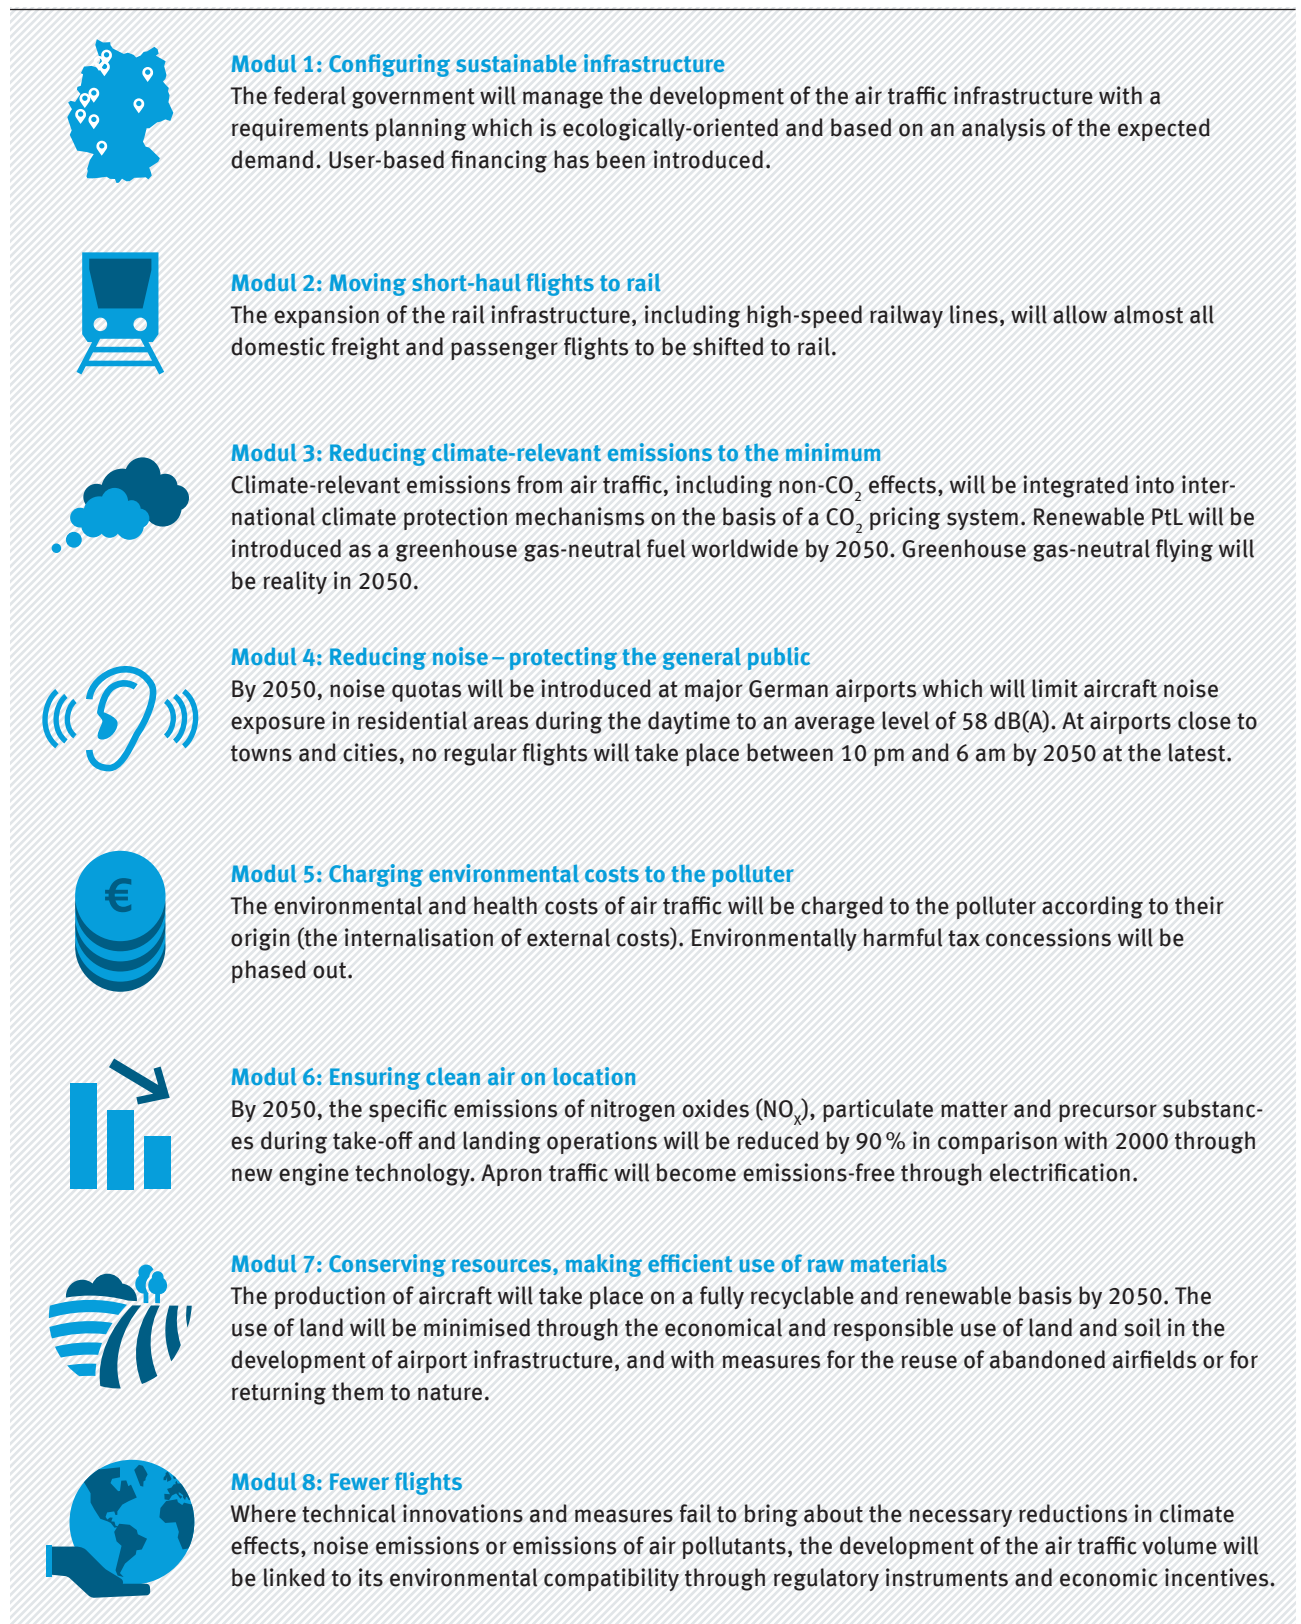 Modul 1: Configuring sustainable infrastructure
The federal government will manage the development of the air traffic infrastructure with a
requirements planning which is ecologically-oriented and based on an analysis of the expected
demand. User-based financing has been introduced.
Modul 2: Moving short-haul flights to rail
The expansion of the rail infrastructure, including high-speed railway lines, will allow almost all
domestic freight and passenger flights to be shifted to rail.
Modul 3: Reducing climate-relevant emissions to the minimum
Climate-relevant emissions from air traffic, including non-CO₂ effects, will be integrated into inter-
national climate protection mechanisms on the basis of a CO₂ pricing system. Renewable PtL will be
introduced as a greenhouse gas-neutral fuel worldwide by 2050. Greenhouse gas-neutral flying will
be reality in 2050.
Modul 4: Reducing noise – protecting the general public
By 2050, noise quotas will be introduced at major German airports which will limit aircraft noise
exposure in residential areas during the daytime to an average level of 58 dB(A). At airports close to
towns and cities, no regular flights will take place between 10 pm and 6 am by 2050 at the latest.
€
Modul 5: Charging environmental costs to the polluter
The environmental and health costs of air traffic will be charged to the polluter according to their
origin (the internalisation of external costs). Environmentally harmful tax concessions will be
phased out.
Modul 6: Ensuring clean air on location
By 2050, the specific emissions of nitrogen oxides (NOₓ), particulate matter and precursor substanc-
es during take-off and landing operations will be reduced by 90 % in comparison with 2000 through
new engine technology. Apron traffic will become emissions-free through electrification.
Modul 7: Conserving resources, making efficient use of raw materials
The production of aircraft will take place on a fully recyclable and renewable basis by 2050. The
use of land will be minimised through the economical and responsible use of land and soil in the
development of airport infrastructure, and with measures for the reuse of abandoned airfields or for
returning them to nature.
Modul 8: Fewer flights
Where technical innovations and measures fail to bring about the necessary reductions in climate
effects, noise emissions or emissions of air pollutants, the development of the air traffic volume will
be linked to its environmental compatibility through regulatory instruments and economic incentives.